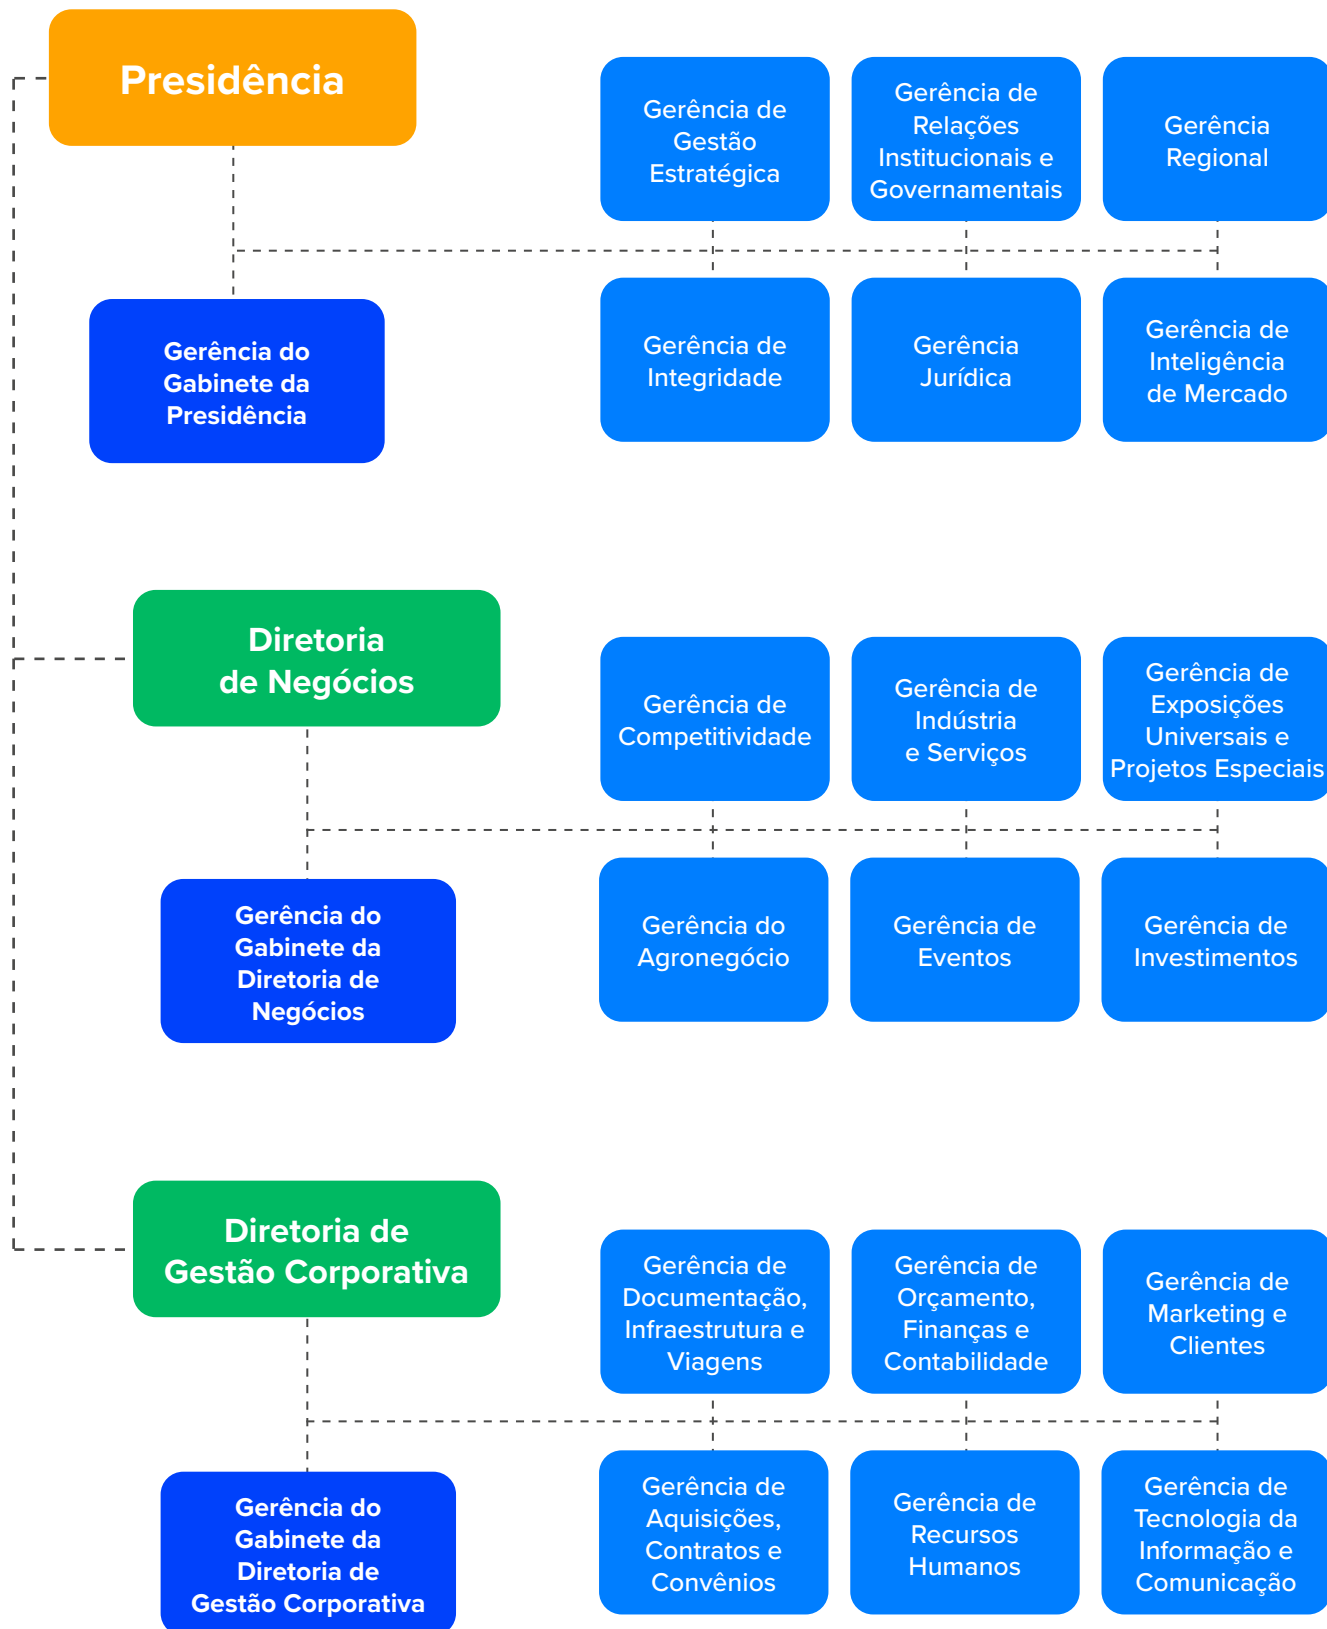 Presidência
Gerência de
Gestão
Estratégica
Gerência de
Relações
Institucionais e
Governamentais
Gerência
Regional
Gerência do
Gabinete da
Presidência
Gerência de
Integridade
Gerência
Jurídica
Gerência de
Inteligência
de Mercado
Diretoria
de Negócios
Gerência de
Competitividade
Gerência de
Indústria
e Serviços
Gerência de
Exposições
Universais e
Projetos Especiais
Gerência do
Gabinete da
Diretoria de
Negócios
Gerência do
Agronegócio
Gerência de
Eventos
Gerência de
Investimentos
Diretoria de
Gestão Corporativa
Gerência de
Documentação,
Infraestrutura e
Viagens
Gerência de
Orçamento,
Finanças e
Contabilidade
Gerência de
Marketing e
Clientes
Gerência do
Gabinete da
Diretoria de
Gestão Corporativa
Gerência de
Aquisições,
Contratos e
Convênios
Gerência de
Recursos
Humanos
Gerência de
Tecnologia da
Informação e
Comunicação